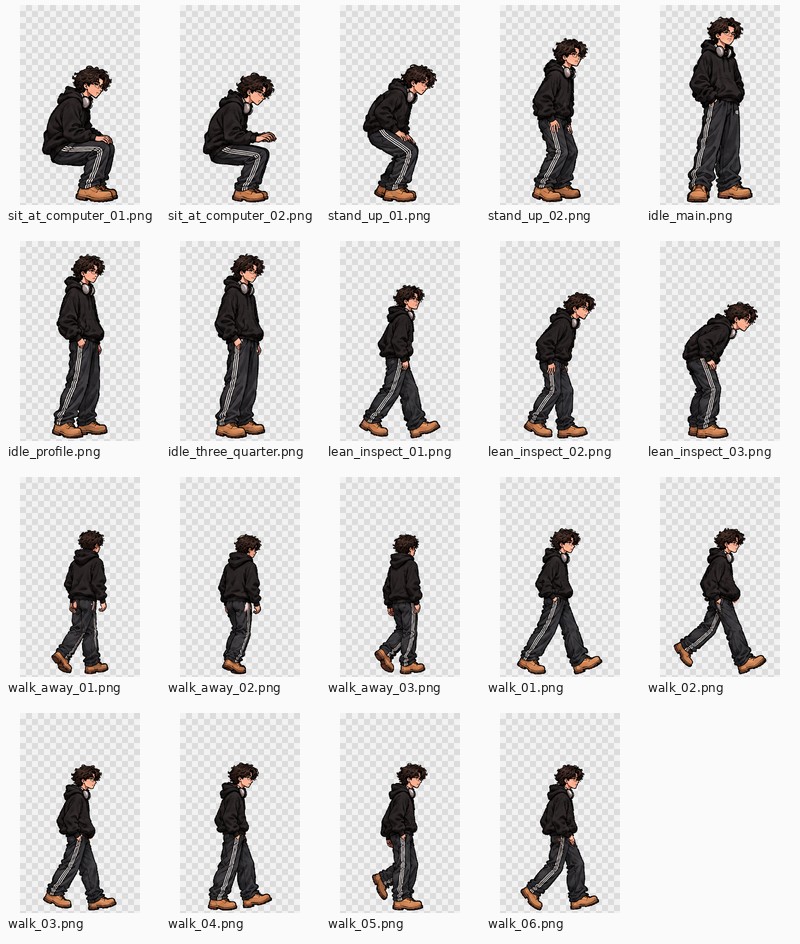 sit_at_computer_01.png
sit_at_computer_02.png
stand_up_01.png
stand_up_02.png
idle_main.png
idle_profile.png
idle_three_quarter.png
lean_inspect_01.png
lean_inspect_02.png
lean_inspect_03.png
walk_away_01.png
walk_away_02.png
walk_away_03.png
walk_01.png
walk_02.png
walk_03.png
walk_04.png
walk_05.png
walk_06.png